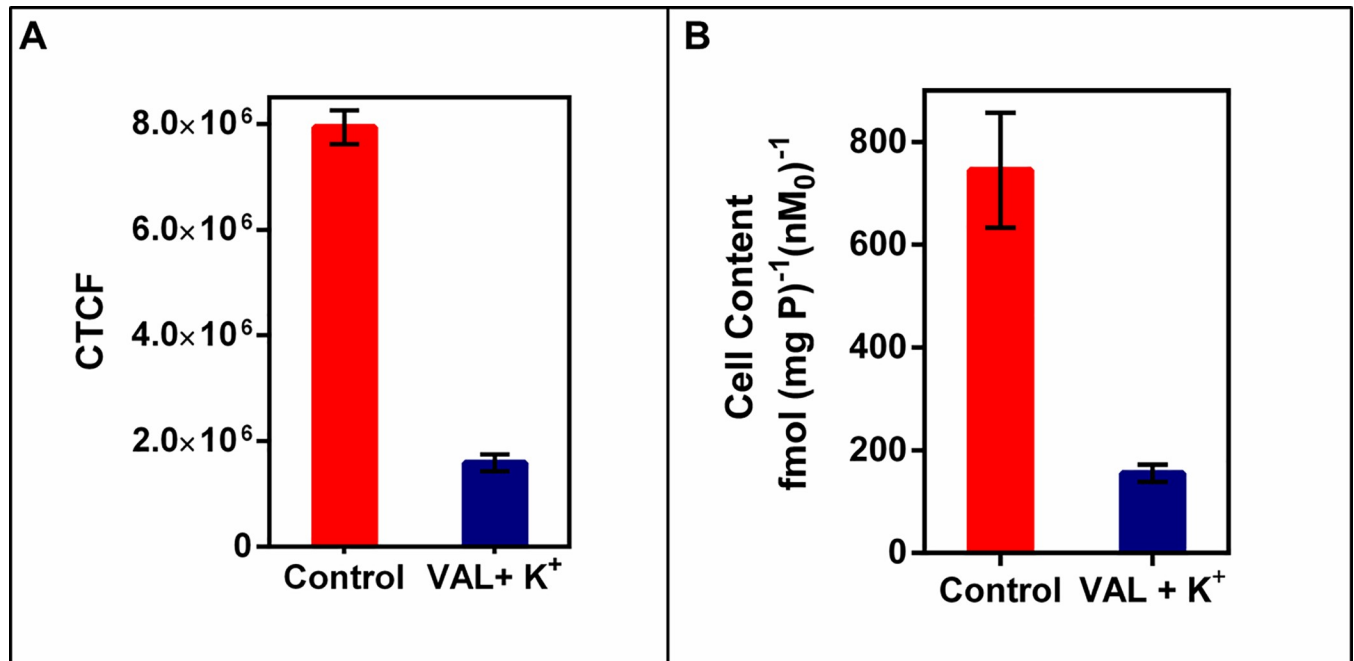 A
CTCF
8.0×10⁶
6.0×10⁶
4.0×10⁶
2.0×10⁶
0
Control VAL+ K⁺
B
Cell Content
fmol (mg P)⁻¹(nM₀)⁻¹
800
600
400
200
0
Control VAL + K⁺